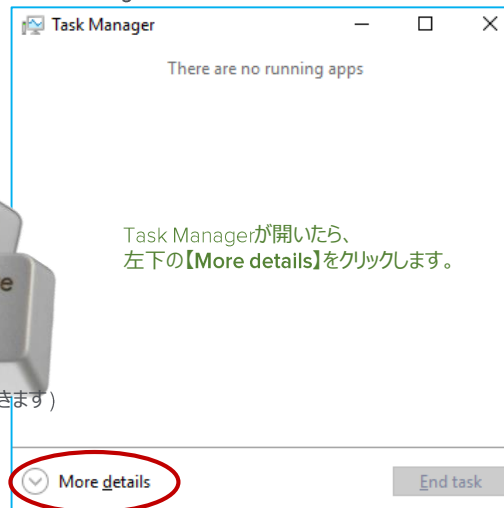 Task Manager
There are no running apps
Task Managerが開いたら、
左下の【More details】をクリックします。
e
きます)
More details
End task